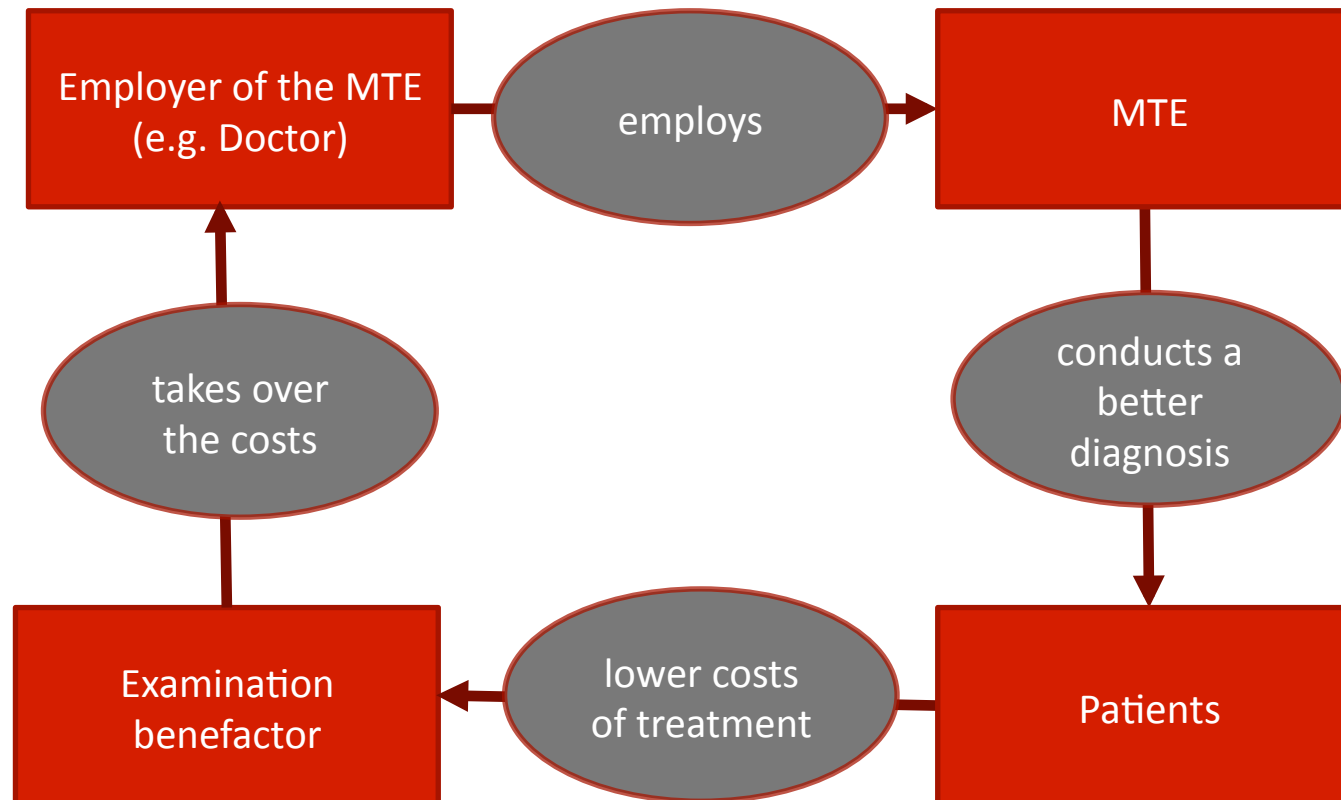 Employer of the MTE
(e.g. Doctor)
employs
MTE
takes over
the costs
conducts a
better
diagnosis
Examination
benefactor
lower costs
of treatment
Patients